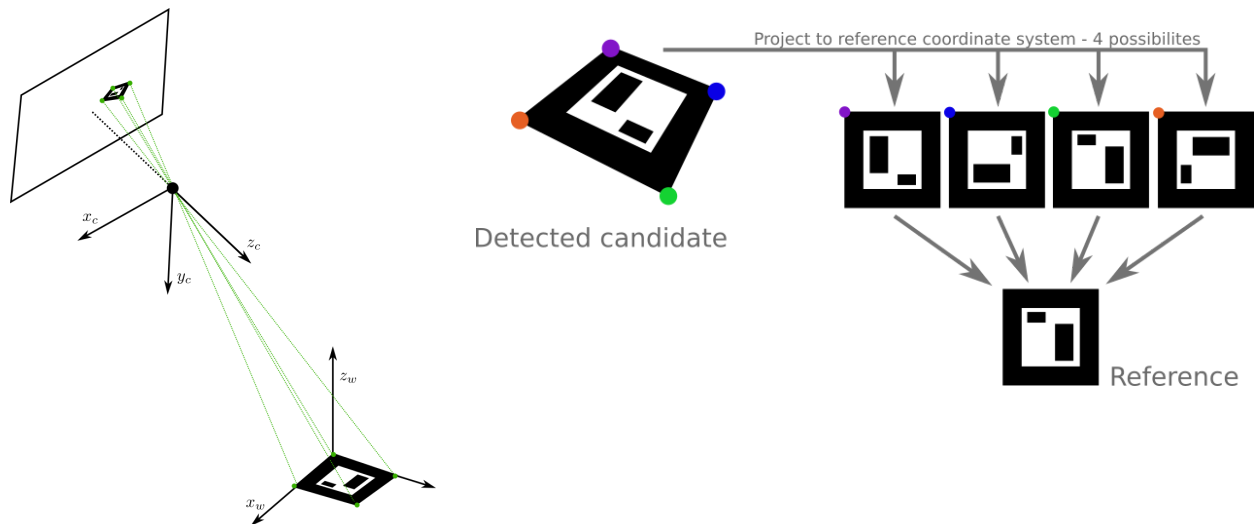 x_c
y_c
z_c
z_w
x_w
Project to reference coordinate system - 4 possibilites
Detected candidate
Reference